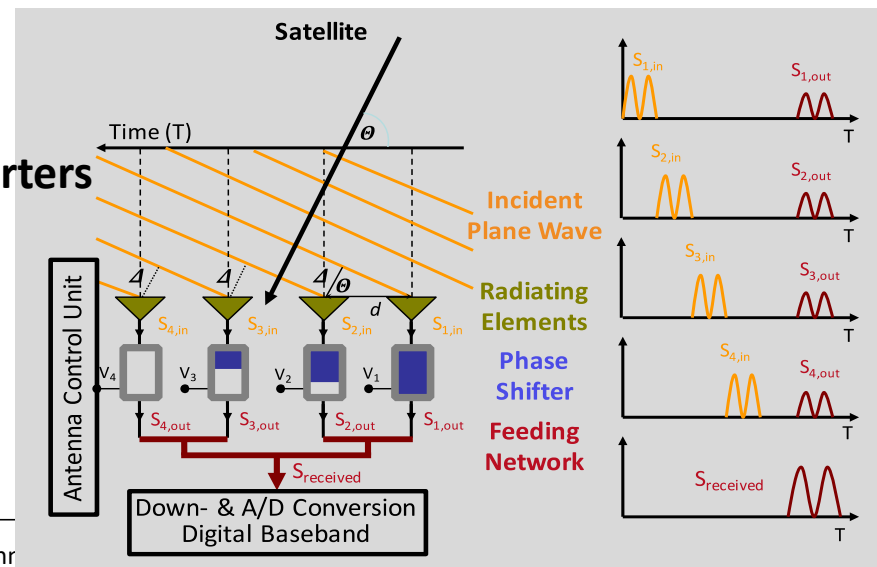 Satellite
Θ
Time (T)
rters
Incident
Plane Wave
Δ
Δ
Δ
Θ
d
Radiating
Elements
S4,in
S3,in
S2,in
S1,in
Phase
Shifter
V4
V3
V2
V1
S4,out
S3,out
S2,out
S1,out
Feeding
Network
Antenna Control Unit
Sreceived
Down- & A/D Conversion
Digital Baseband
S1,in
S1,out
T
S2,in
S2,out
T
S3,in
S3,out
T
S4,in
S4,out
T
Sreceived
T